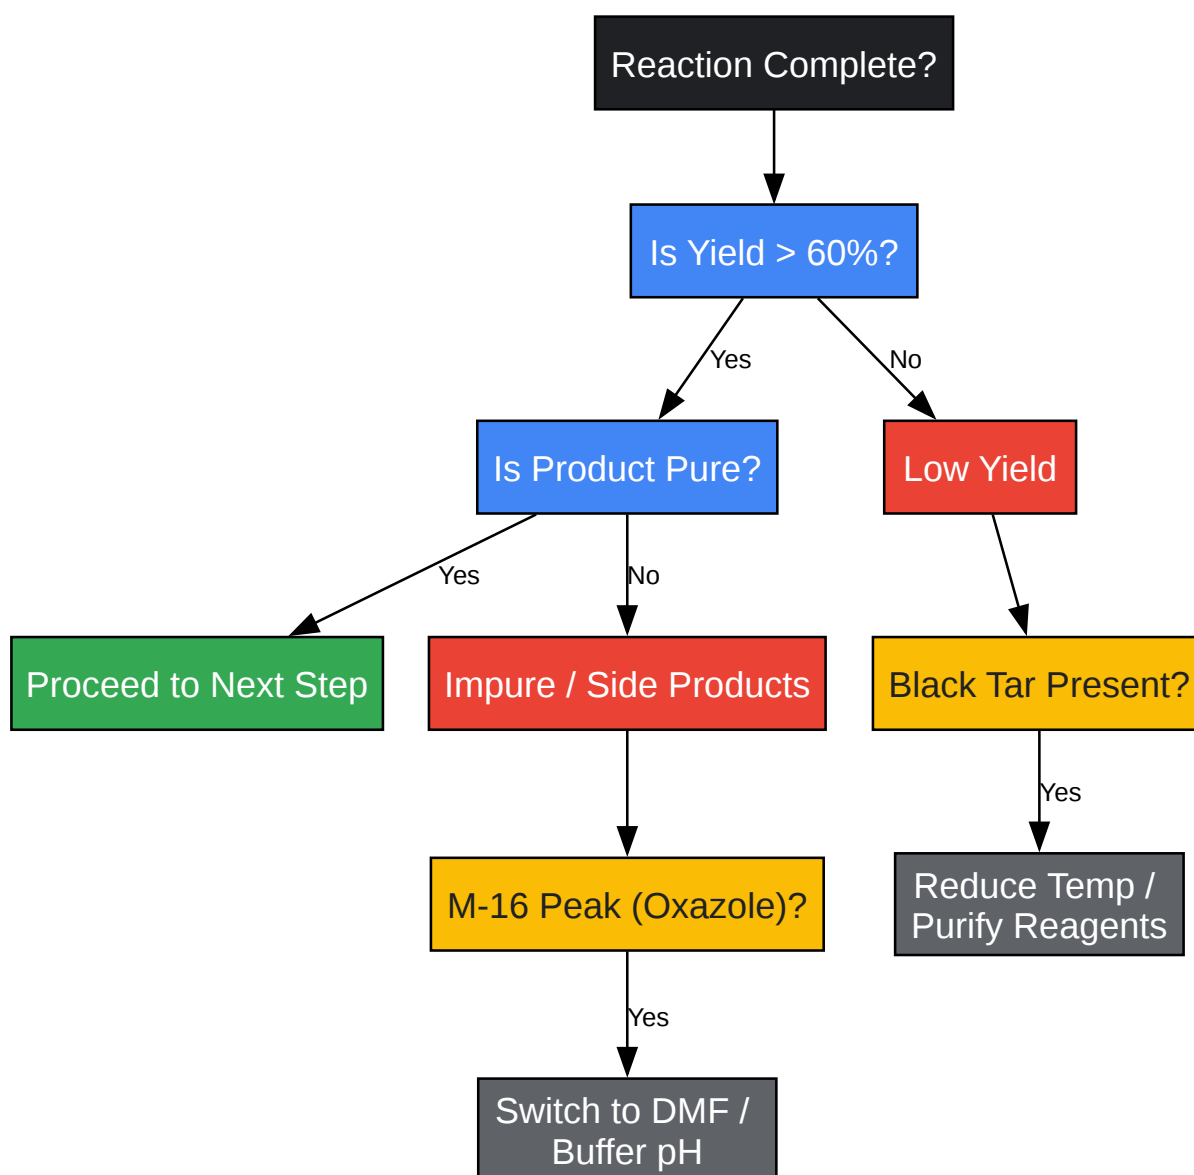 Reaction Complete?
Is Yield > 60%?
Yes
No
Is Product Pure?
Low Yield
Yes
No
Proceed to Next Step
Impure / Side Products
Black Tar Present?
Yes
M-16 Peak (Oxazole)?
Reduce Temp /
Purify Reagents
Yes
Switch to DMF /
Buffer pH